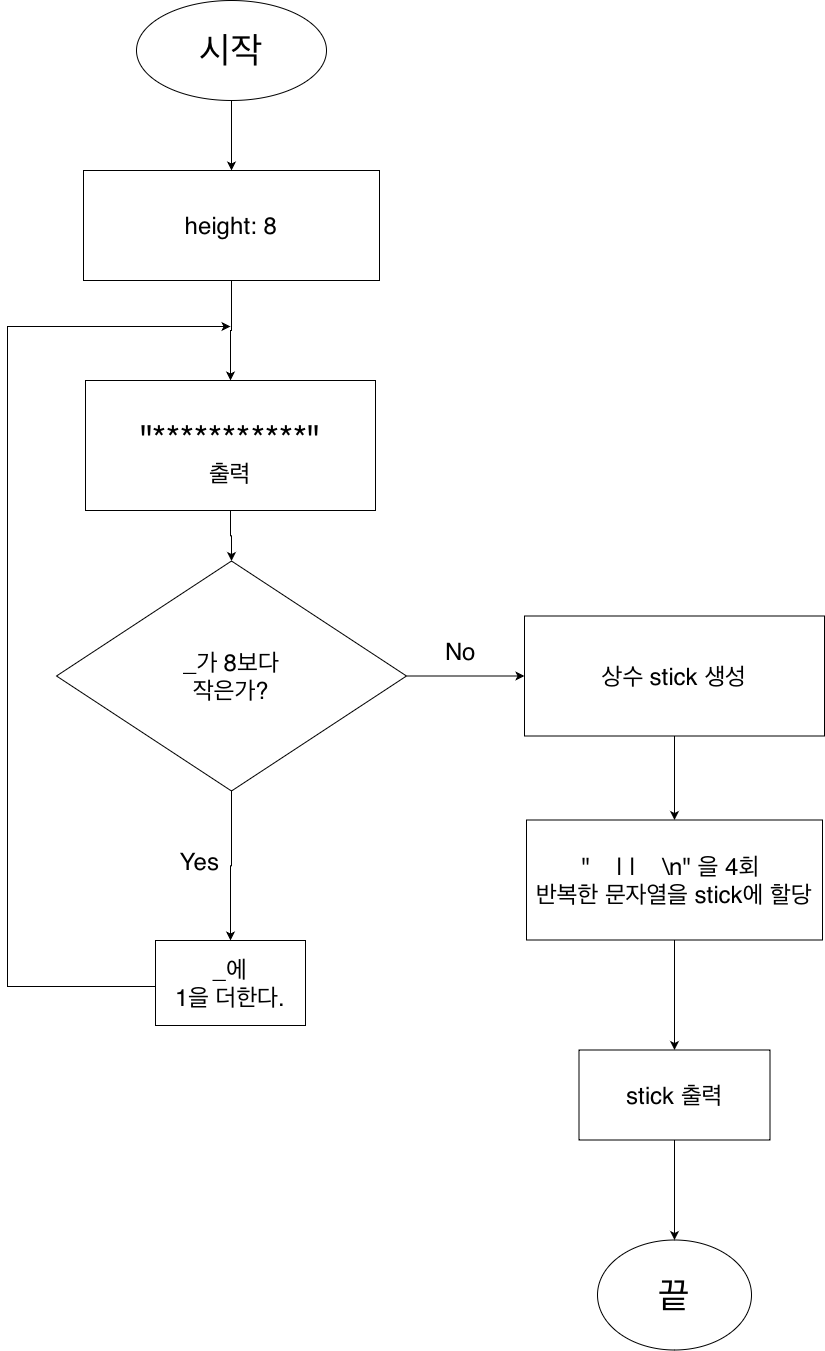 시작
height: 8
"***********"
출력
_가 8보다
작은가?
No
Yes
_에
1을 더한다.
상수 stick 생성
"    l l    \n" 을 4회
반복한 문자열을 stick에 할당
stick 출력
끝